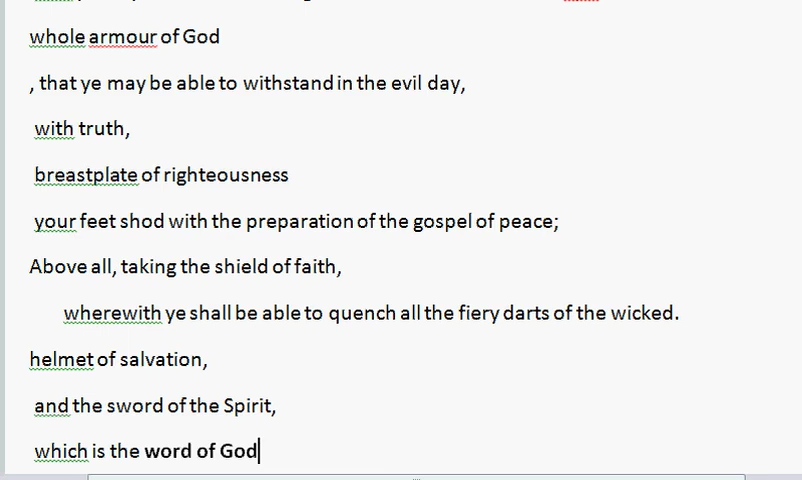 whole armour of God
, that ye may be able to withstand in the evil day,
with truth,
breastplate of righteousness
your feet shod with the preparation of the gospel of peace;
Above all, taking the shield of faith,
wherewith ye shall be able to quench all the fiery darts of the wicked.
helmet of salvation,
and the sword of the Spirit,
which is the word of God